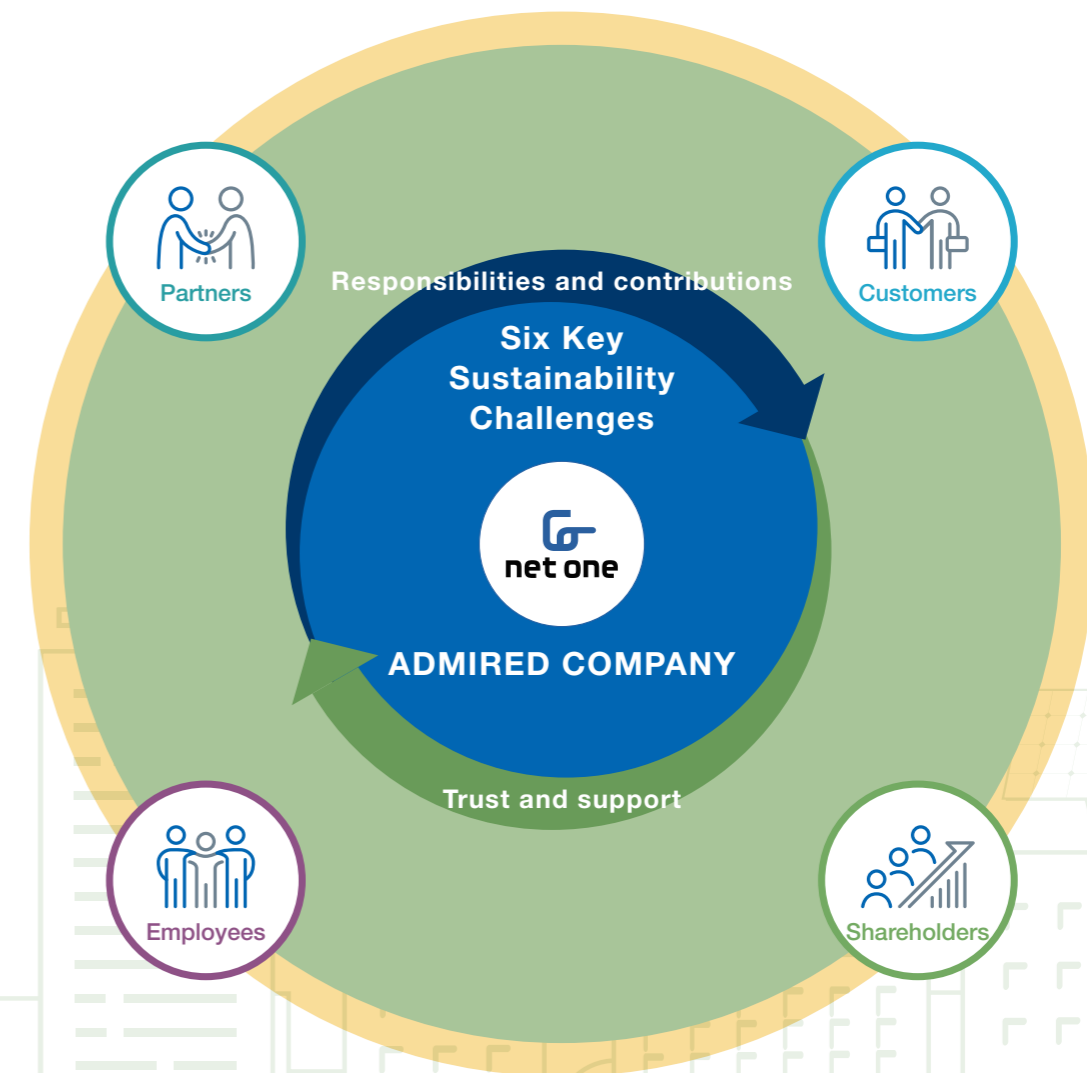 Partners
Customers
Responsibilities and contributions
Six Key
Sustainability
Challenges
net one
ADMIRED COMPANY
Trust and support
Employees
Shareholders